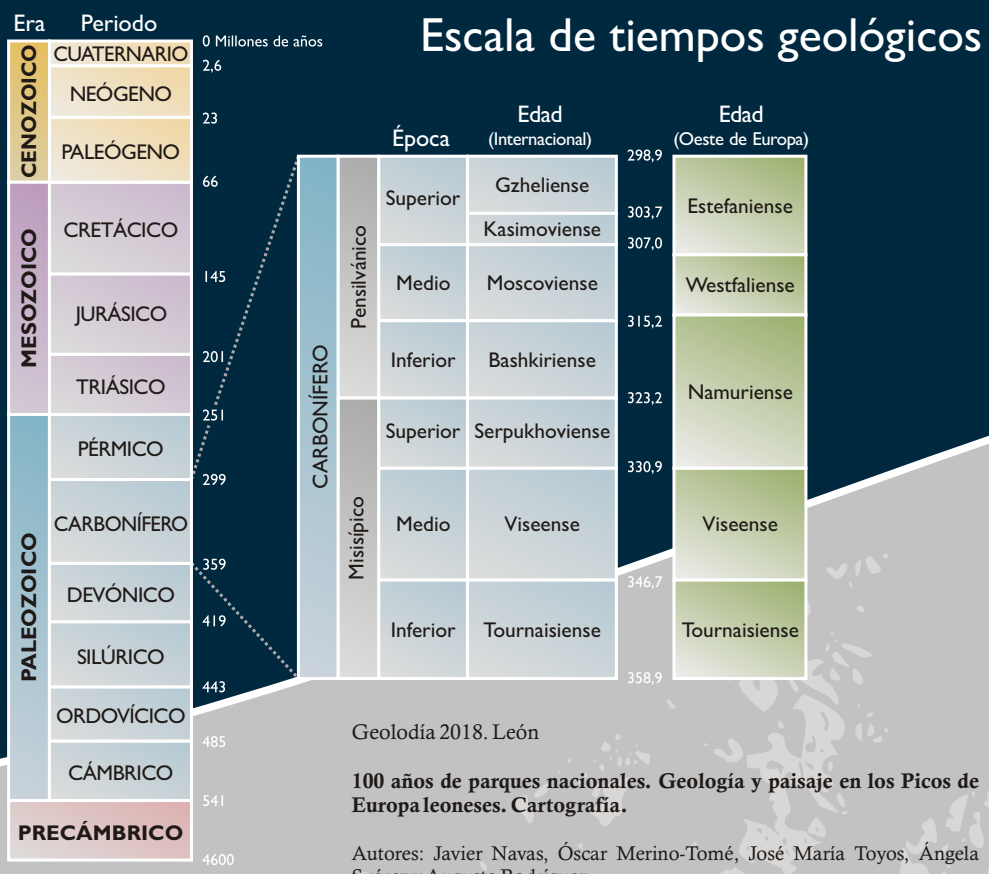 Escala de tiempos geológicos
Era Periodo
0 Millones de años
CENOZOICO
CUATERNARIO
2,6
NEÓGENO
23
PALEÓGENO
66
MESOZOICO
CRETÁCICO
145
JURÁSICO
201
TRIÁSICO
251
PALEOZOICO
PÉRMICO
299
CARBONÍFERO
359
DEVÓNICO
419
SILÚRICO
443
ORDOVÍCICO
485
CÁMBRICO
541
PRECÁMBRICO
4600
Época
Edad
(Internacional)
Edad
(Oeste de Europa)
CARBONÍFERO
Pensilvánico
Superior
Gzheliense
Kasimoviense
Medio
Moscoviense
Inferior
Bashkiriense
Misisípico
Superior
Serpukhoviense
Medio
Viseense
Inferior
Tournaisiense
298,9
303,7
307,0
315,2
323,2
330,9
346,7
358,9
Estefaniense
Westfaliense
Namuriense
Viseense
Tournaisiense
Geolodía 2018. León
100 años de parques nacionales. Geología y paisaje en los Picos de
Europa leoneses. Cartografía.
Autores: Javier Navas, Óscar Merino-Tomé, José María Toyos, Ángela